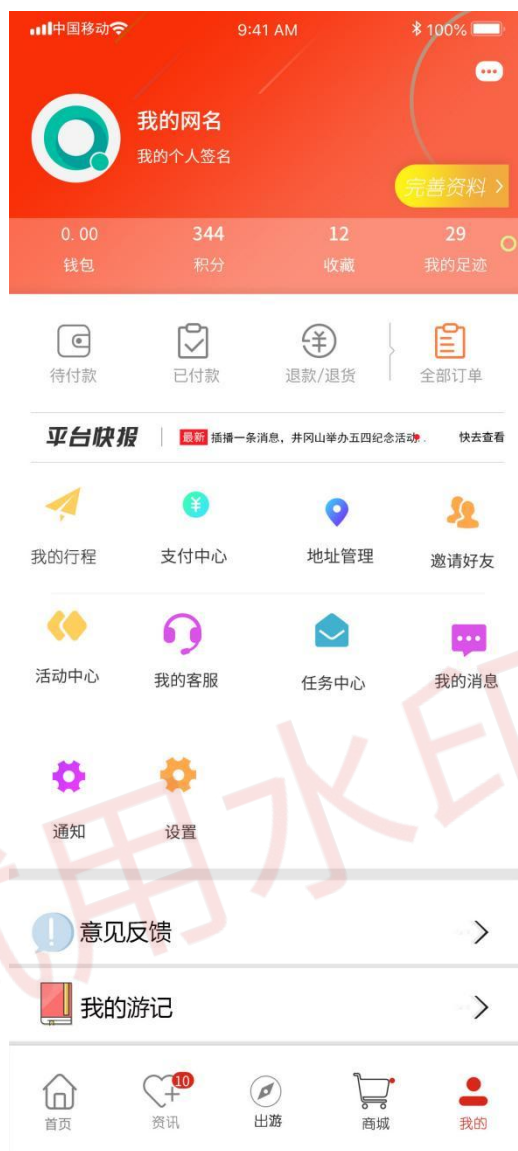 中国移动 9:41 AM 100%
我的网名
我的个人签名
完善资料
0.00 344 12 29
钱包 积分 收藏 我的足迹
待付款 已付款 退款/退货 全部订单
平台快报 最新 插播一条消息，井冈山举办五四纪念活动. 快去查看
我的行程 支付中心 地址管理 邀请好友
活动中心 我的客服 任务中心 我的消息
通知 设置
意见反馈
我的游记
10
首页 资讯 出游 商城 我的
用水印